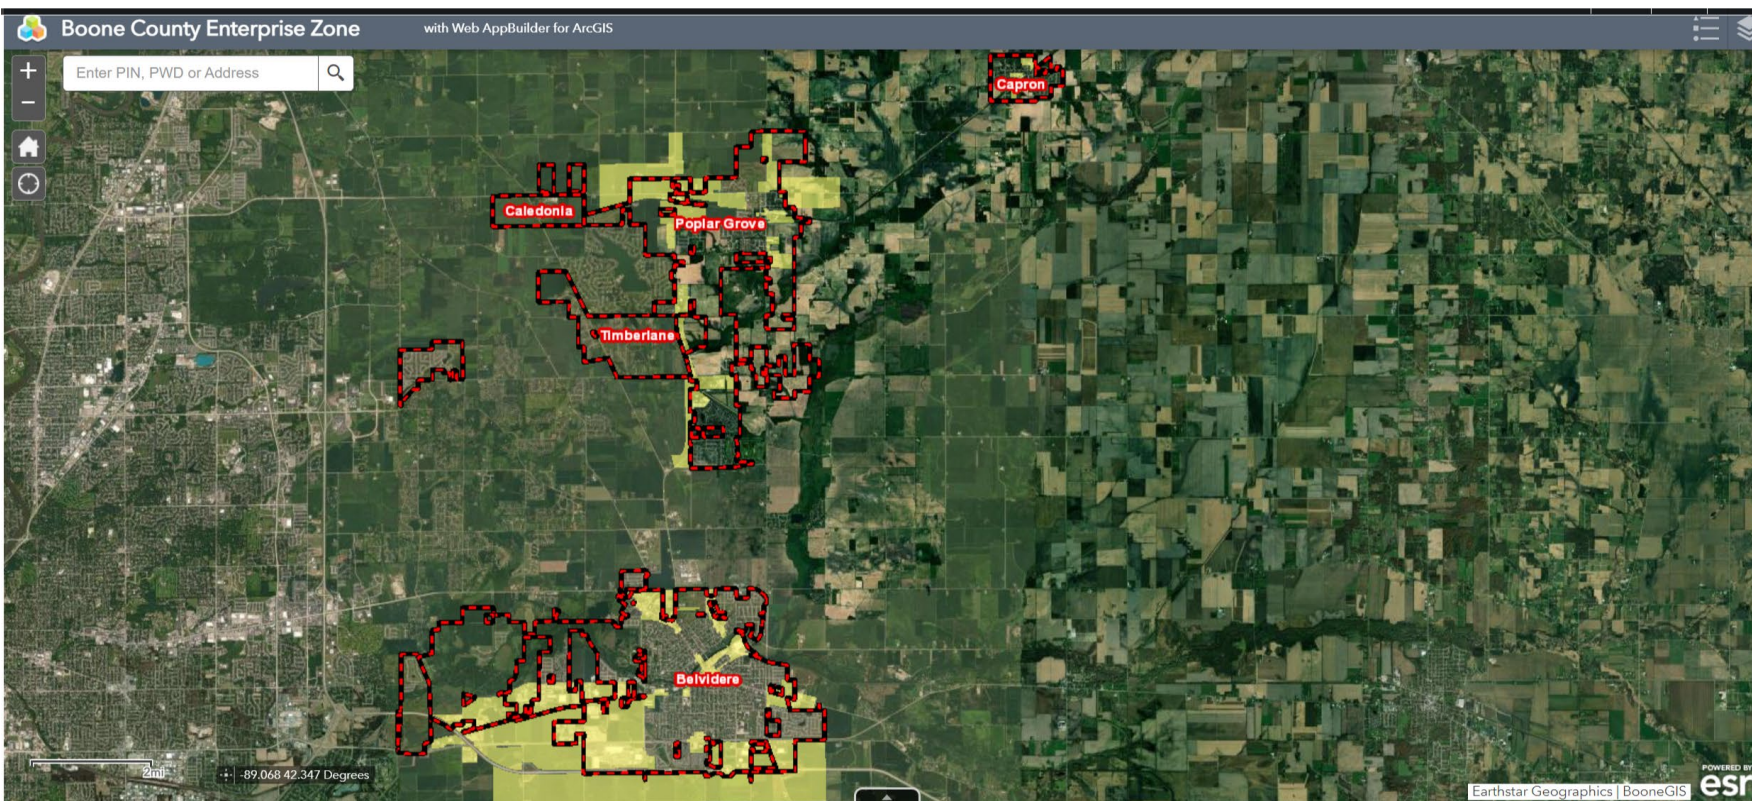 Boone County Enterprise Zone
with Web AppBuilder for ArcGIS
+
Enter PIN, PWD or Address
−
Capron
Caledonia
Poplar Grove
Timberlane
Belvidere
2mi
-89.068 42.347 Degrees
POWERED BY
esri
Earthstar Geographics | BooneGIS